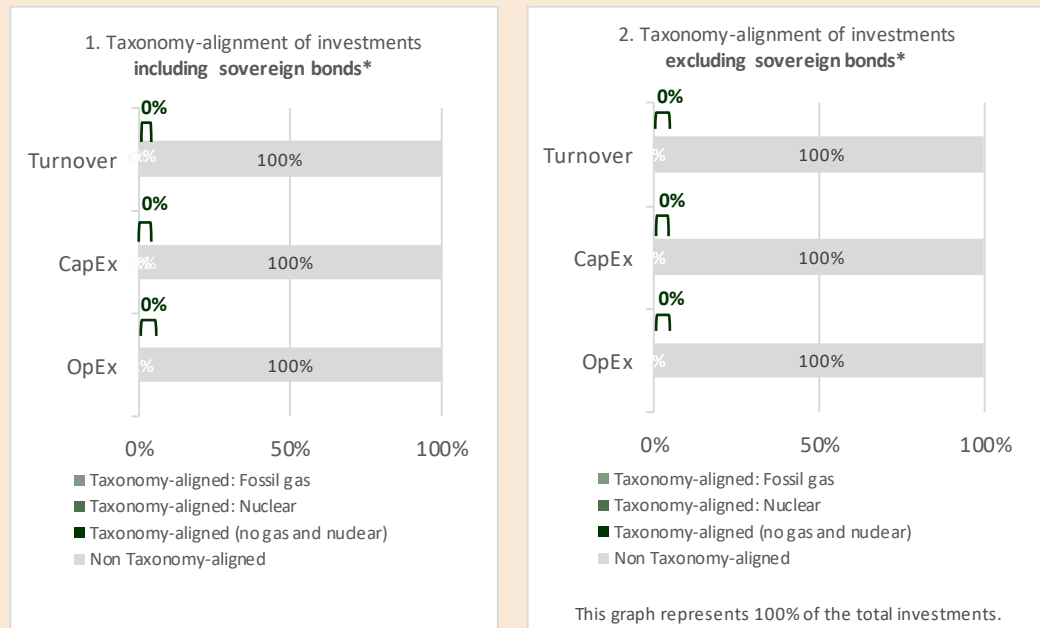 1. Taxonomy-alignment of investments
including sovereign bonds*
0%
Turnover
100%
0%
CapEx
100%
0%
OpEx
100%
0%
50%
100%
Taxonomy-aligned: Fossil gas
Taxonomy-aligned: Nuclear
Taxonomy-aligned (no gas and nuclear)
Non Taxonomy-aligned
2. Taxonomy-alignment of investments
excluding sovereign bonds*
0%
Turnover
%
100%
0%
CapEx
%
100%
0%
OpEx
%
100%
0%
50%
100%
Taxonomy-aligned: Fossil gas
Taxonomy-aligned: Nuclear
Taxonomy-aligned (no gas and nuclear)
Non Taxonomy-aligned
This graph represents 100% of the total investments.